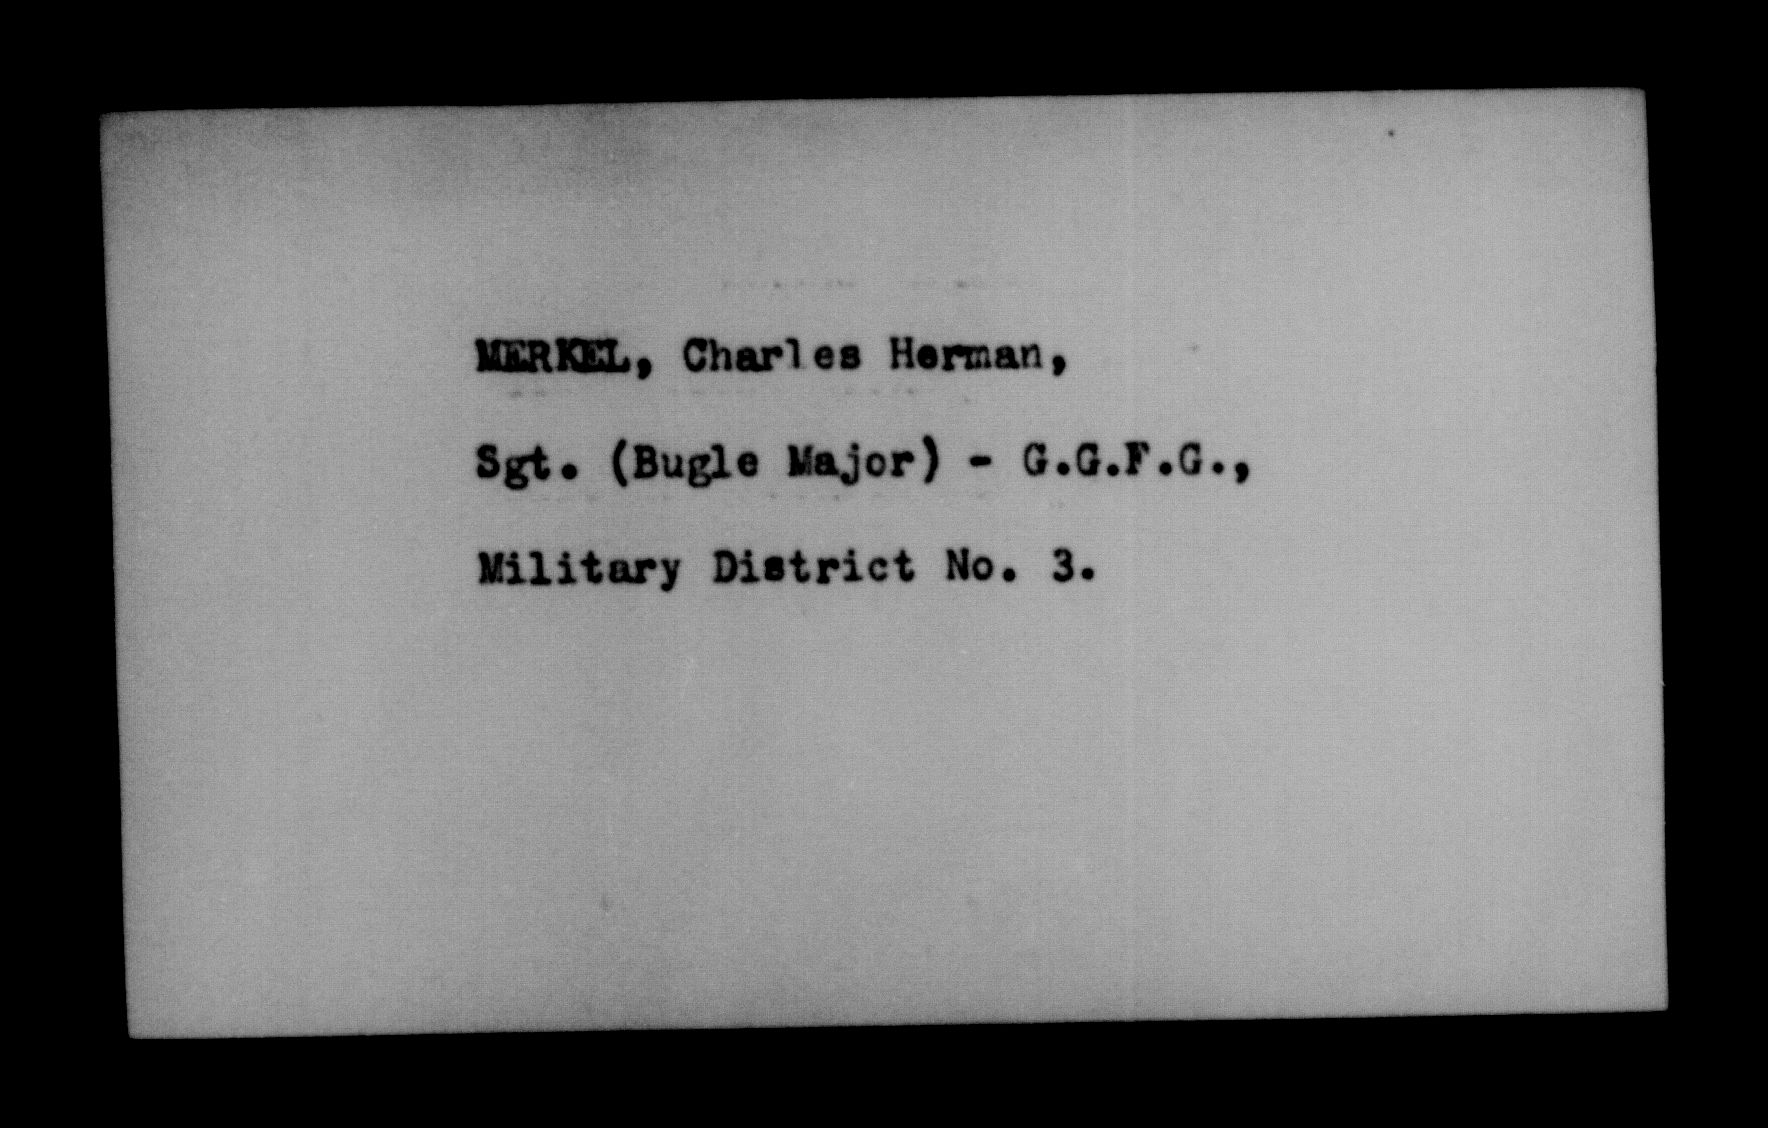 MERKEL, Charles Herman,
Sgt. (Bugle Major) - G.G.F.G.,
Military District No. 3.